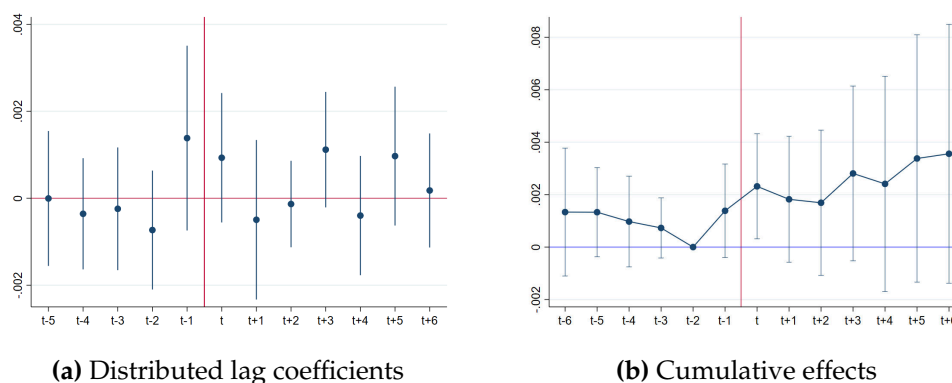 .004
.002
0
-.002
t-5 t-4 t-3 t-2 t-1 t t+1 t+2 t+3 t+4 t+5 t+6
(a) Distributed lag coefficients
.008
.006
.004
.002
0
-.002
t-6 t-5 t-4 t-3 t-2 t-1 t t+1 t+2 t+3 t+4 t+5 t+6
(b) Cumulative effects